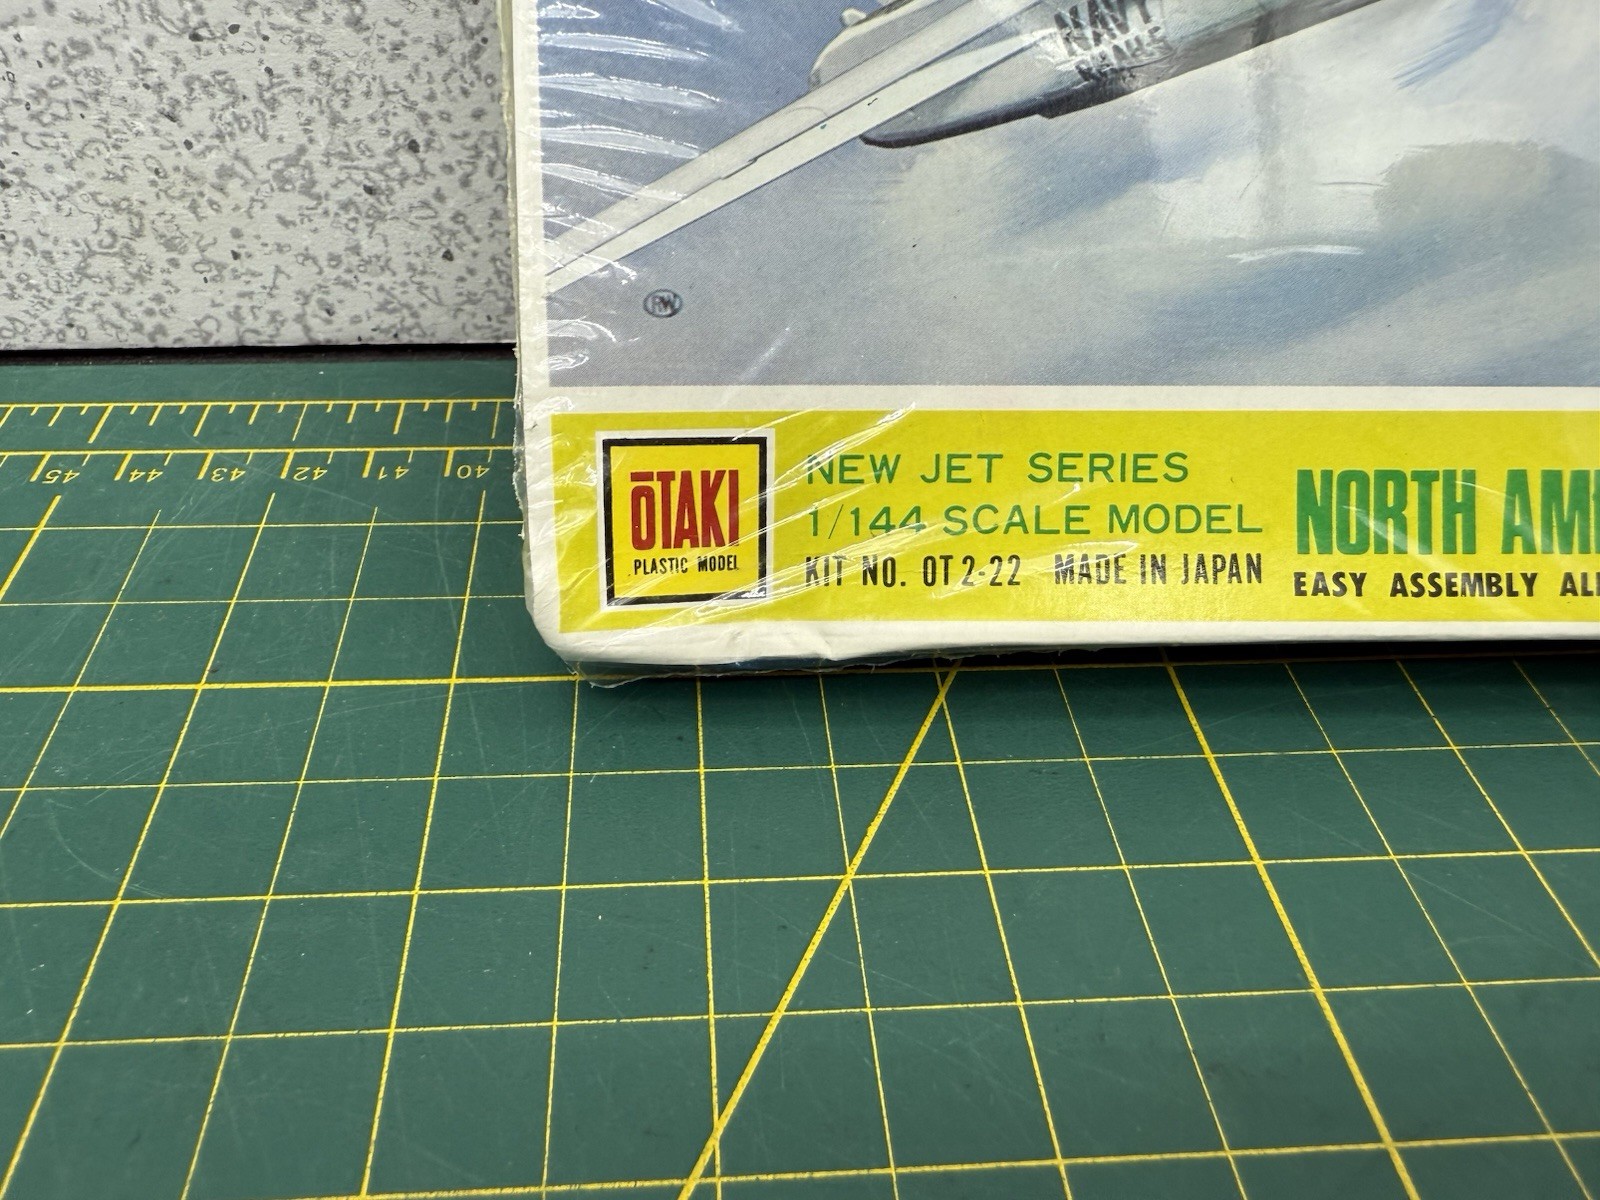 NAVY
RW
ŌTAKI
PLASTIC MODEL
NEW JET SERIES
1/144 SCALE MODEL
KIT NO. OT 2-22 MADE IN JAPAN
NORTH AM
EASY ASSEMBLY
45 44 43 42 41 40